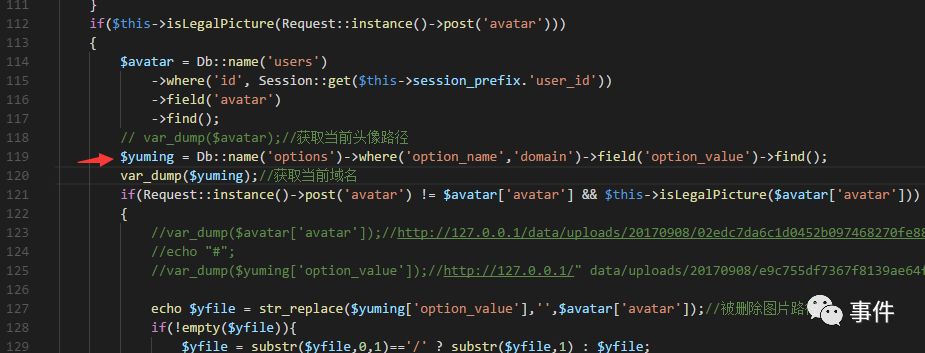 111 }
112 if($this->isLegalPicture(Request::instance()->post('avatar')))
113 {
114 $avatar = Db::name('users')
115 ->where('id', Session::get($this->session_prefix.'user_id'))
116 ->field('avatar')
117 ->find();
118 // var_dump($avatar);//获取当前头像路径
119 $yuming = Db::name('options')->where('option_name','domain')->field('option_value')->find();
120 var_dump($yuming);//获取当前域名
121 if(Request::instance()->post('avatar') != $avatar['avatar'] && $this->isLegalPicture($avatar['avatar']))
122 {
123 //var_dump($avatar['avatar']);//http://127.0.0.1/data/uploads/20170908/02edc7da6c1d0452b097468270fe88
124 //echo "#";
125 //var_dump($yuming['option_value']);//http://127.0.0.1/" data/uploads/20170908/e9c755df7367f8139ae64f
126
127 echo $yfile = str_replace($yuming['option_value'],'',$avatar['avatar']);//被删除图片路
128 if(!empty($yfile)){
129 $yfile = substr($yfile,0,1)=='/' ? substr($yfile,1) : $yfile;
事件